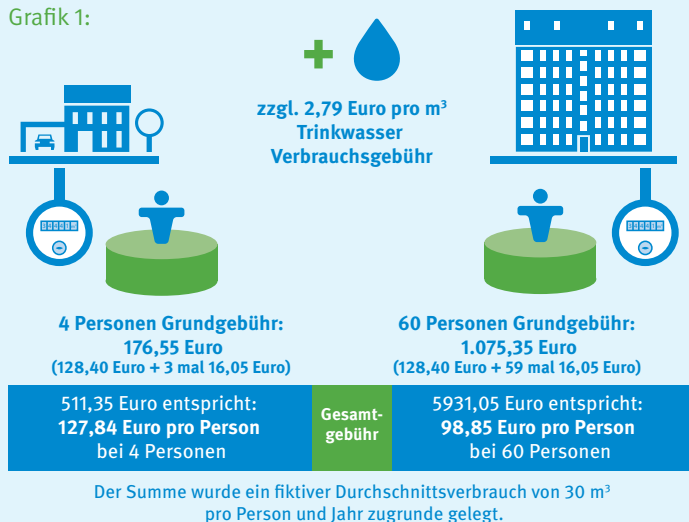 Grafik 1:
zzgl. 2,79 Euro pro m³
Trinkwasser
Verbrauchsgebühr
4 Personen Grundgebühr:
176,55 Euro
(128,40 Euro + 3 mal 16,05 Euro)
60 Personen Grundgebühr:
1.075,35 Euro
(128,40 Euro + 59 mal 16,05 Euro)
511,35 Euro entspricht:
127,84 Euro pro Person
bei 4 Personen
Gesamt-
gebühr
5931,05 Euro entspricht:
98,85 Euro pro Person
bei 60 Personen
Der Summe wurde ein fiktiver Durchschnittsverbrauch von 30 m³
pro Person und Jahr zugrunde gelegt.